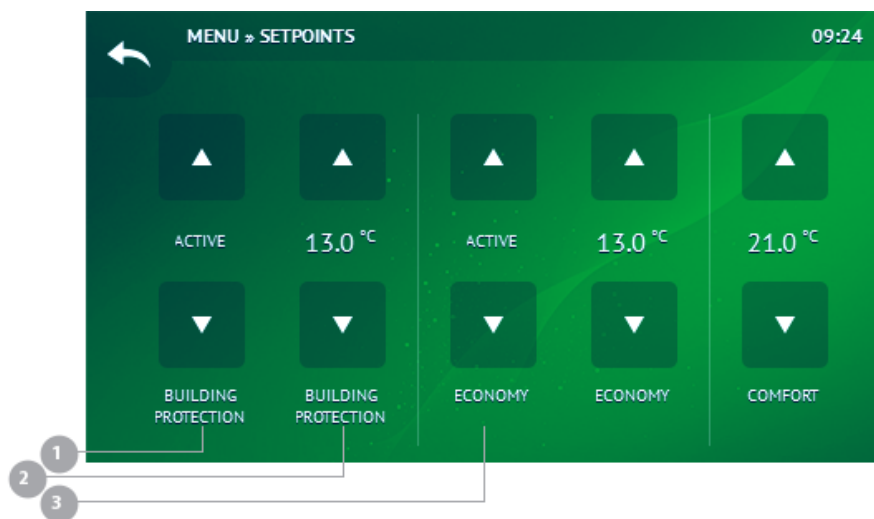 MENU » SETPOINTS
09:24
ACTIVE
13.0 °C
ACTIVE
13.0 °C
21.0 °C
BUILDING
PROTECTION
BUILDING
PROTECTION
ECONOMY
ECONOMY
COMFORT
1
2
3